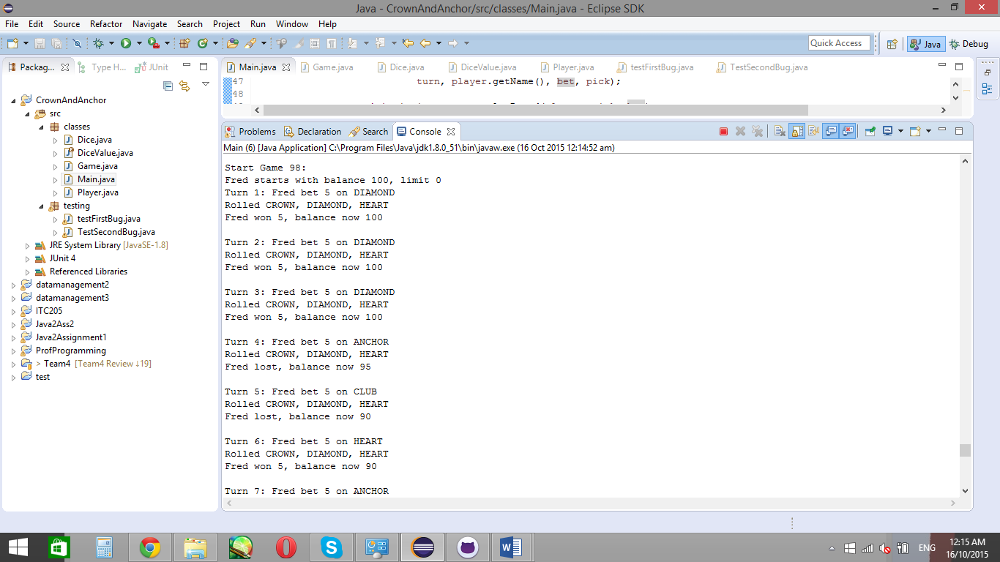 Java - CrownAndAnchor/src/classes/Main.java - Eclipse SDK
File Edit Source Refactor Navigate Search Project Run Window Help
Quick Access Java Debug
Packag... Type H... JUnit
Main.java Game.java Dice.java DiceValue.java Player.java testFirstBug.java TestSecondBug.java
47 turn, player.getName(), bet, pick);
48
CrownAndAnchor
src
classes
Dice.java
DiceValue.java
Game.java
Main.java
Player.java
testing
testFirstBug.java
TestSecondBug.java
JRE System Library [JavaSE-1.8]
JUnit 4
Referenced Libraries
datamanagement2
datamanagement3
ITC205
Java2Ass2
Java2Assignment1
ProfProgramming
> Team4 [Team4 Review ↓19]
test
Problems Declaration Search Console
Main (6) [Java Application] C:\Program Files\Java\jdk1.8.0_51\bin\javaw.exe (16 Oct 2015 12:14:52 am)
Start Game 98:
Fred starts with balance 100, limit 0
Turn 1: Fred bet 5 on DIAMOND
Rolled CROWN, DIAMOND, HEART
Fred won 5, balance now 100
Turn 2: Fred bet 5 on DIAMOND
Rolled CROWN, DIAMOND, HEART
Fred won 5, balance now 100
Turn 3: Fred bet 5 on DIAMOND
Rolled CROWN, DIAMOND, HEART
Fred won 5, balance now 100
Turn 4: Fred bet 5 on ANCHOR
Rolled CROWN, DIAMOND, HEART
Fred lost, balance now 95
Turn 5: Fred bet 5 on CLUB
Rolled CROWN, DIAMOND, HEART
Fred lost, balance now 90
Turn 6: Fred bet 5 on HEART
Rolled CROWN, DIAMOND, HEART
Fred won 5, balance now 90
Turn 7: Fred bet 5 on ANCHOR
ENG
12:15 AM
16/10/2015